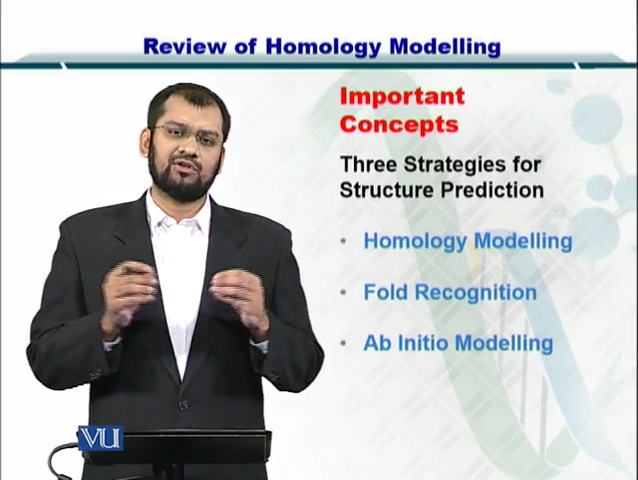 Review of Homology Modelling
Important
Concepts
Three Strategies for
Structure Prediction
• Homology Modelling
• Fold Recognition
• Ab Initio Modelling
VU